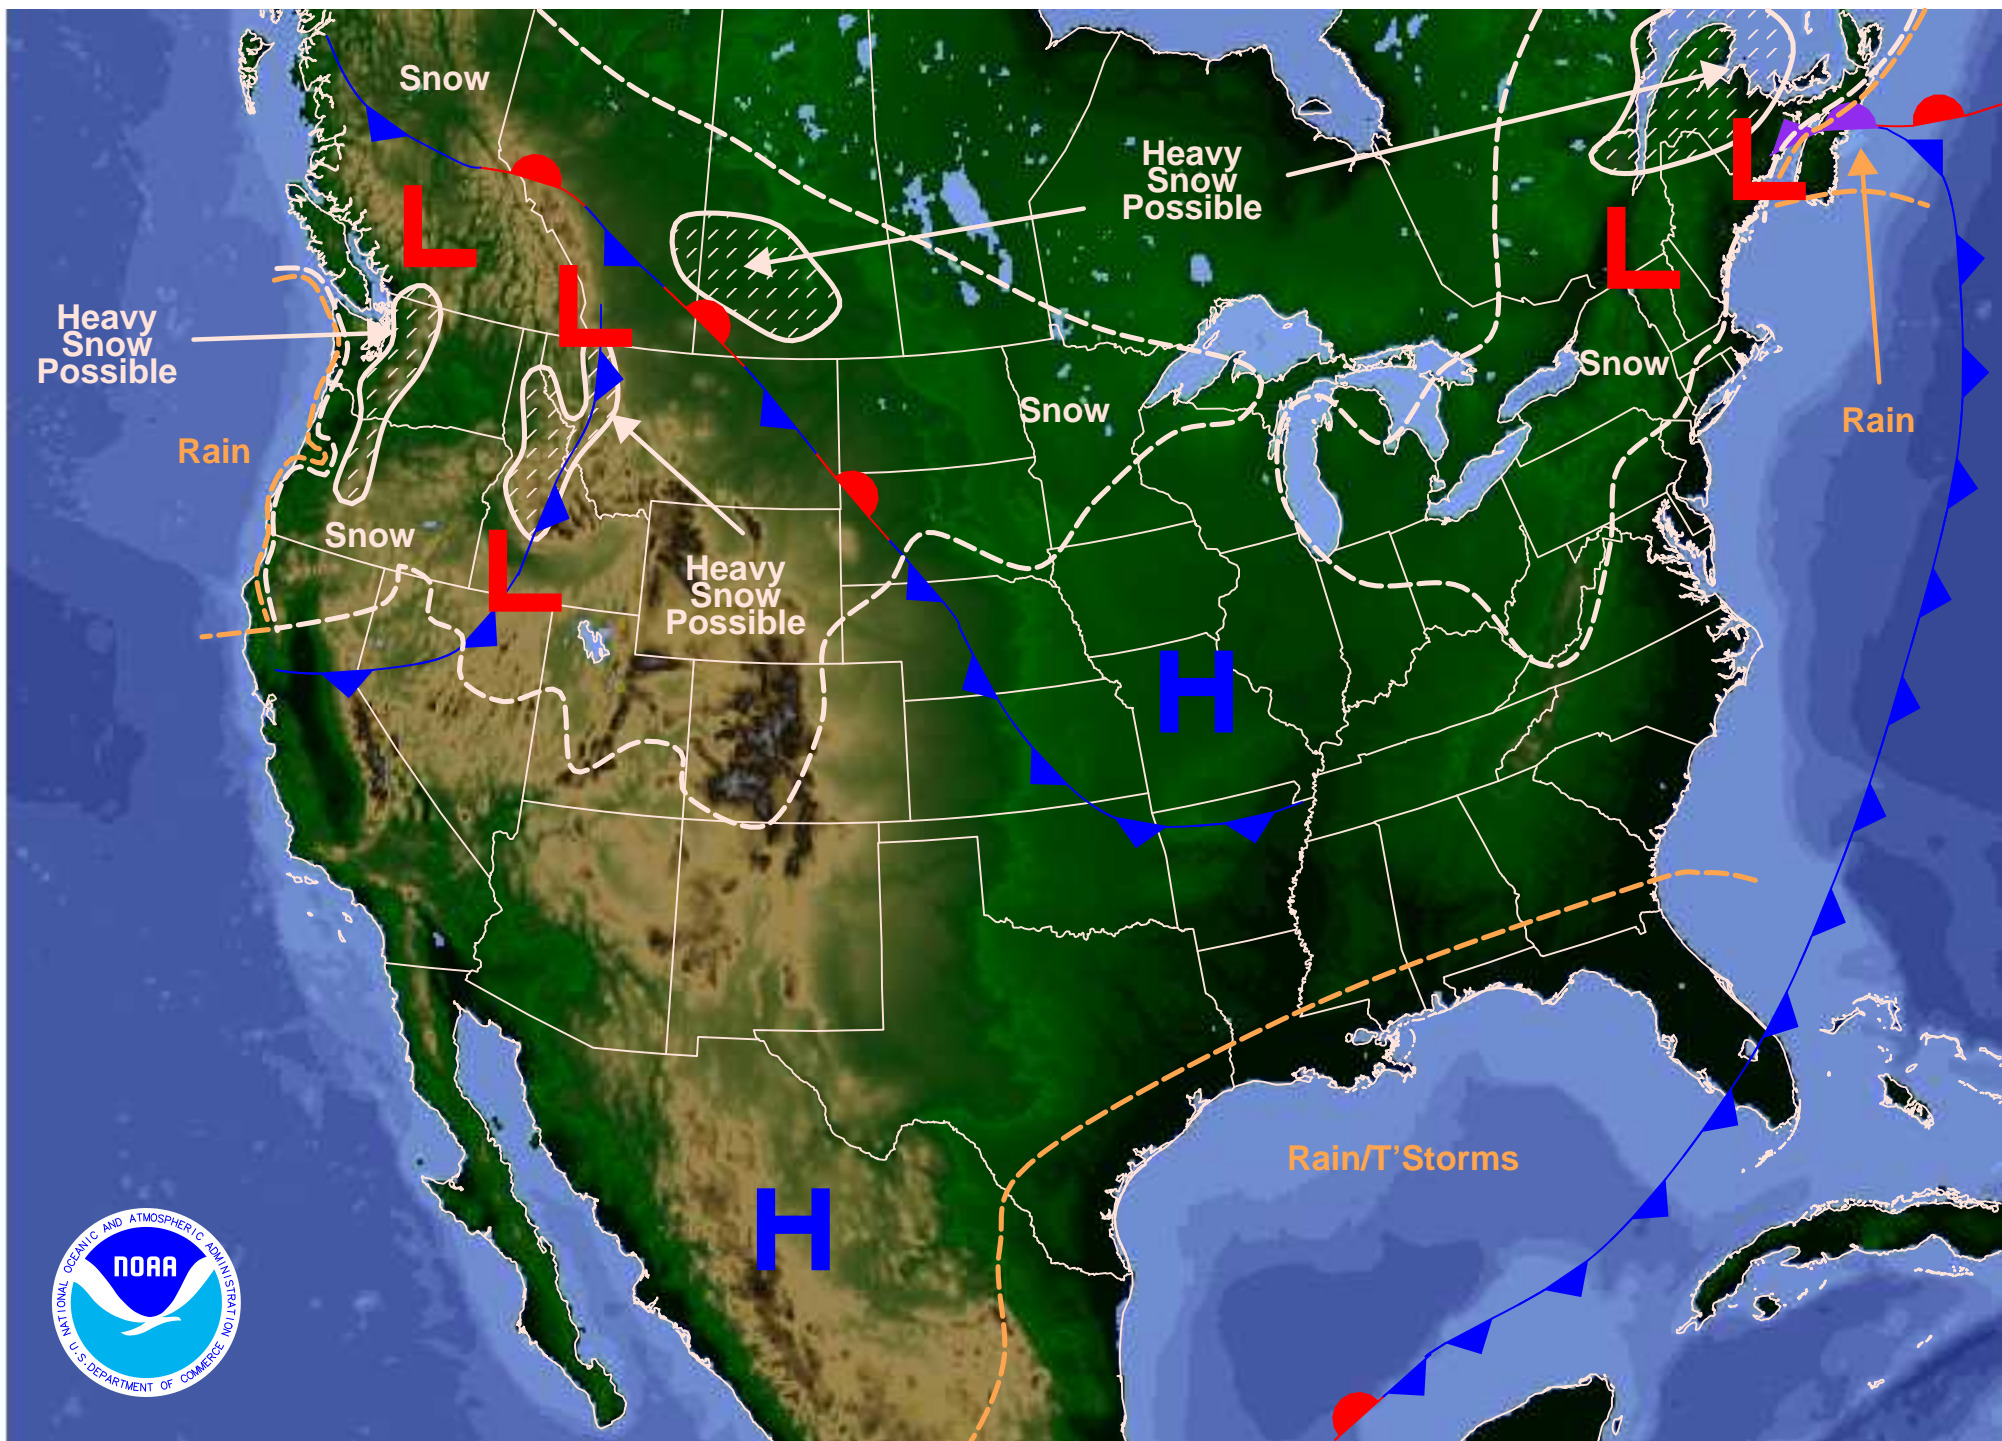 Snow
Heavy
Snow
Possible
L
L
L
L
Heavy
Snow
Possible
L
Snow
Snow
Rain
Rain
Snow
Heavy
Snow
Possible
H
Rain/T'Storms
H
NATIONAL OCEANIC AND ATMOSPHERIC ADMINISTRATION
NOAA
U.S. DEPARTMENT OF COMMERCE